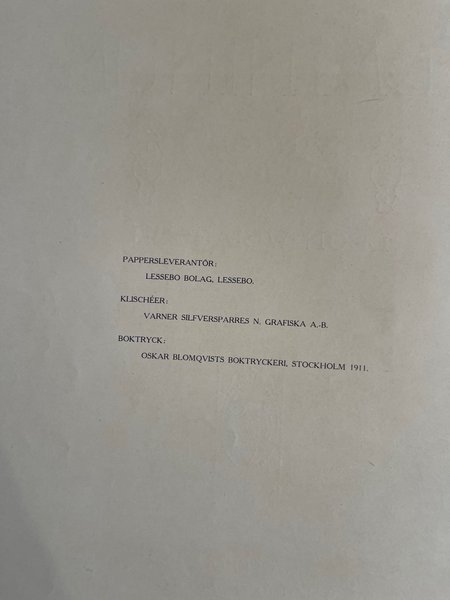 PAPPERSLEVERANTÖR:
LESSEBO BOLAG, LESSEBO.
KLISCHÉER:
VARNER SILFVERSPARRES N. GRAFISKA A.-B.
BOKTRYCK:
OSKAR BLOMQVISTS BOKTRYCKERI, STOCKHOLM 1911.